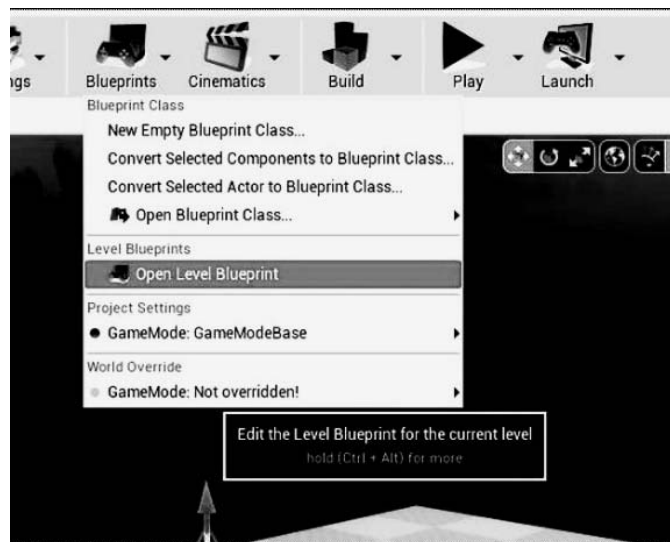 ngs Blueprints Cinematics Build Play Launch
Blueprint Class
New Empty Blueprint Class...
Convert Selected Components to Blueprint Class...
Convert Selected Actor to Blueprint Class...
Open Blueprint Class...
Level Blueprints
Open Level Blueprint
Project Settings
GameMode: GameModeBase
World Override
GameMode: Not overridden!
Edit the Level Blueprint for the current level
hold (Ctrl + Alt) for more